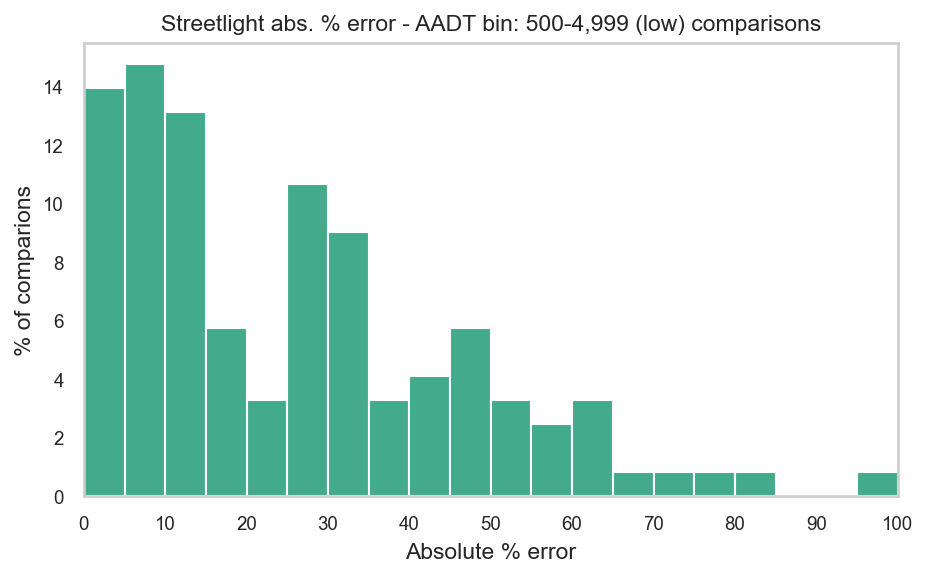 Streetlight abs. % error - AADT bin: 500-4,999 (low) comparisons
% of comparions
14
12
10
8
6
4
2
0
0 10 20 30 40 50 60 70 80 90 100
Absolute % error